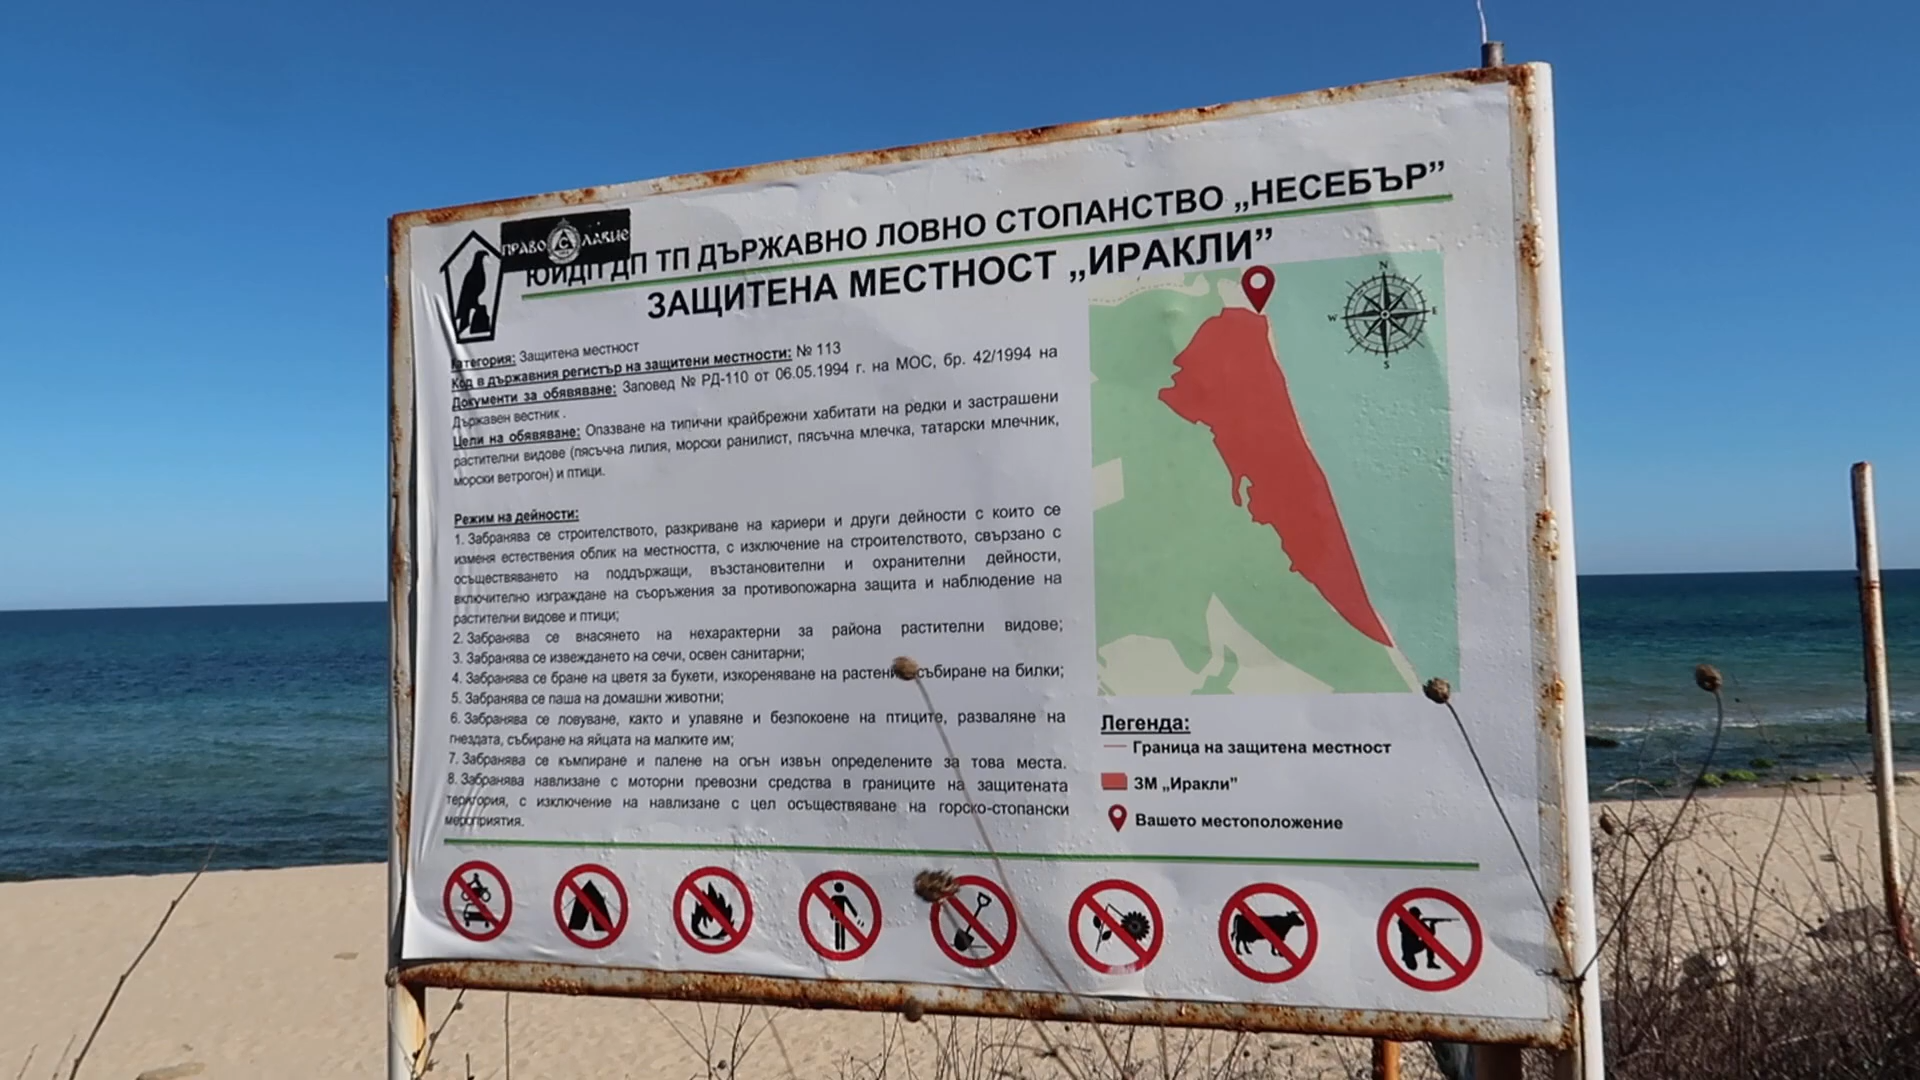 ПРАВО СЛАВИЕ
ЮИДП ДП ТП ДЪРЖАВНО ЛОВНО СТОПАНСТВО „НЕСЕБЪР”
ЗАЩИТЕНА МЕСТНОСТ „ИРАКЛИ”
Категория: Защитена местност
Код в държавния регистър на защитени местности: № 113
Документи за обявяване: Заповед № РД-110 от 06.05.1994 г. на МОС, бр. 42/1994 на
Държавен вестник .
Цели на обявяване: Опазване на типични крайбрежни хабитати на редки и застрашени
растителни видове (пясъчна лилия, морски ранилист, пясъчна млечка, татарски млечник,
морски ветрогон) и птици.
Режим на дейности:
1. Забранява се строителството, разкриване на кариери и други дейности с които се
изменя естествения облик на местността, с изключение на строителството, свързано с
осъществяването на поддържащи, възстановителни и охранителни дейности,
включително изграждане на съоръжения за противопожарна защита и наблюдение на
растителни видове и птици;
2. Забранява се внасянето на нехарактерни за района растителни видове;
3. Забранява се извеждането на сечи, освен санитарни;
4. Забранява се бране на цветя за букети, изкореняване на растени събиране на билки;
5. Забранява се паша на домашни животни;
6. Забранява се ловуване, както и улавяне и безпокоене на птиците, разваляне на
гнездата, събиране на яйцата на малките им;
7. Забранява се къмпиране и палене на огън извън определените за това места.
8. Забранява навлизане с моторни превозни средства в границите на защитената
територия, с изключение на навлизане с цел осъществяване на горско-стопански
мероприятия.
N
W E
S
Легенда:
Граница на защитена местност
ЗМ „Иракли”
Вашето местоположение